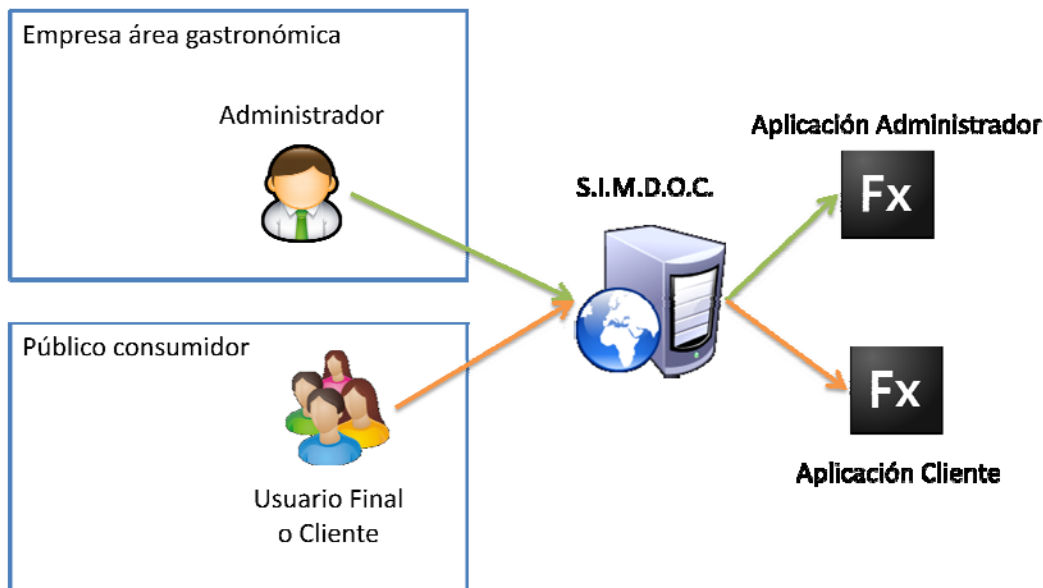 Empresa área gastronómica
Administrador
Aplicación Administrador
Fx
S.I.M.D.O.C.
Público consumidor
Usuario Final
o Cliente
Fx
Aplicación Cliente